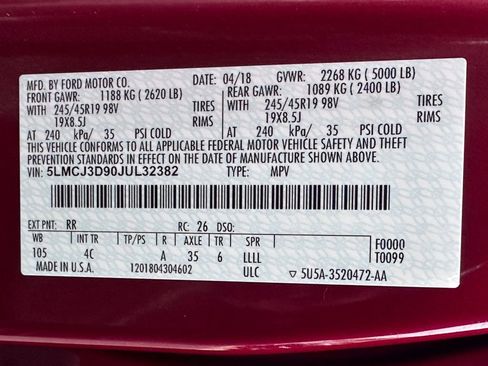 MFD. BY FORD MOTOR CO. DATE: 04/18 GVWR: 2268 KG ( 5000 LB)
FRONT GAWR: 1188 KG ( 2620 LB) REAR GAWR: 1089 KG ( 2400 LB)
WITH 245/45R19 98V TIRES WITH 245/45R19 98V TIRES
19X8.5J RIMS 19X8.5J RIMS
AT 240 kPa/ 35 PSI COLD AT 240 kPa/ 35 PSI COLD
THIS VEHICLE CONFORMS TO ALL APPLICABLE FEDERAL MOTOR VEHICLE SAFETY AND THEFT
PREVENTION STANDARDS IN EFFECT ON THE DATE OF MANUFACTURE SHOWN ABOVE.
VIN: 5LMCJ3D90JUL32382 TYPE: MPV
EXT PNT: RR RC: 26 DSO:
WB INT TR TP/PS R AXLE TR SPR F0000
105 4C A 35 6 LLLL T0099
MADE IN U.S.A. 1201804304602 ULC ▽ 5U5A-3520472-AA